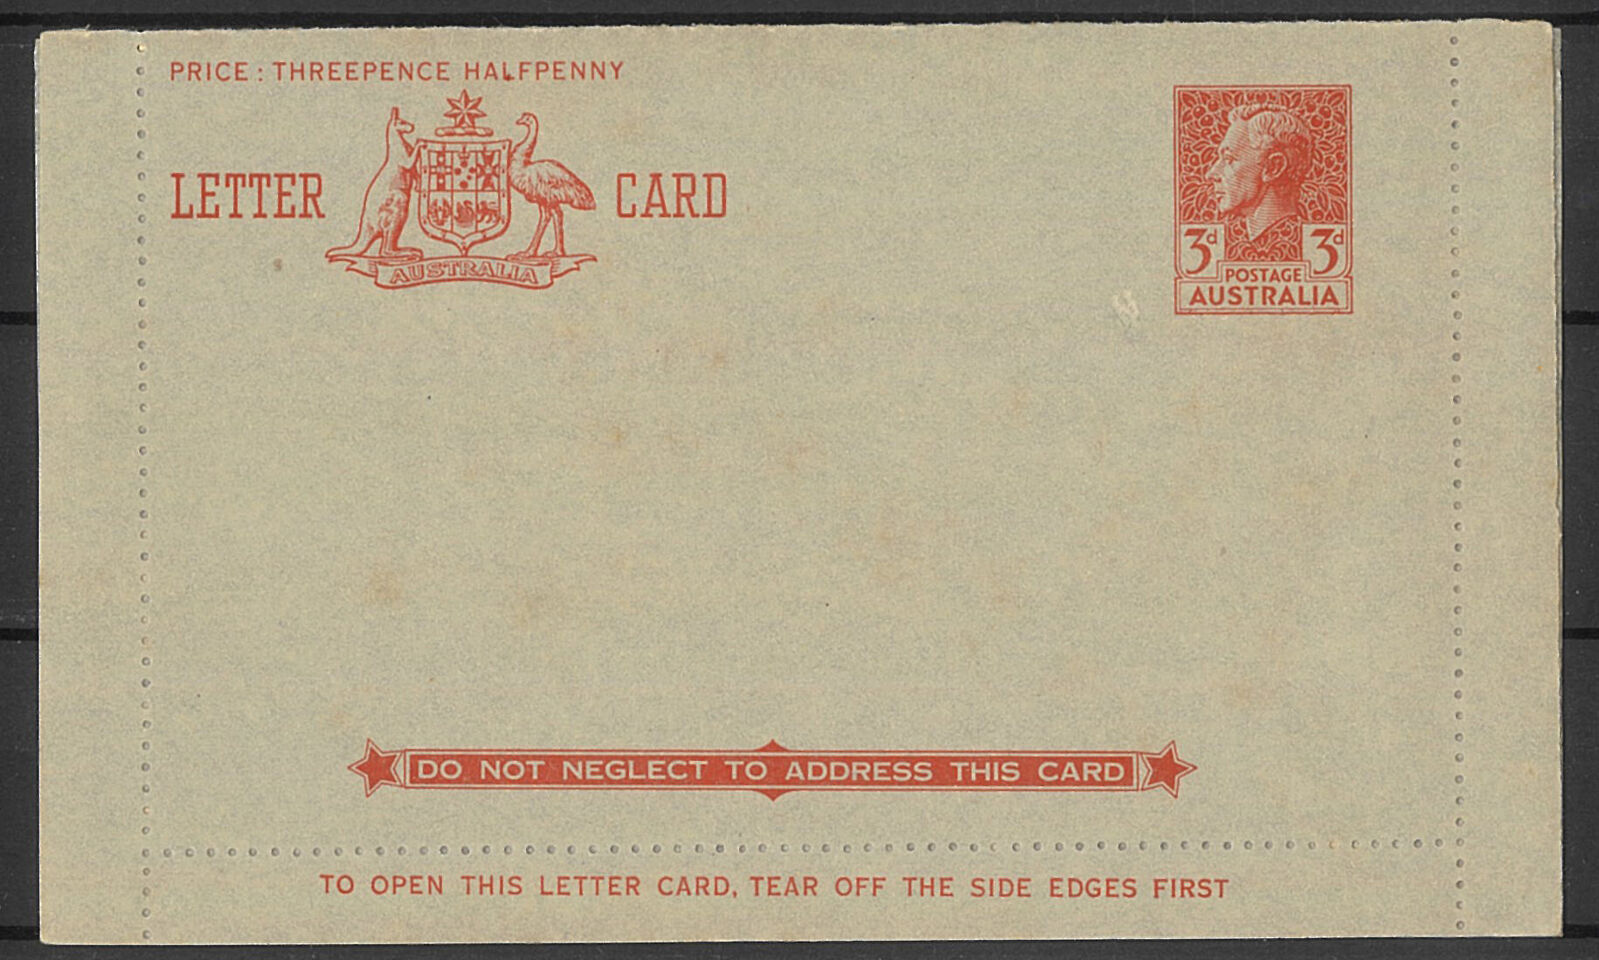 PRICE : THREEPENCE HALFPENNY
LETTER CARD
AUSTRALIA
3d 3d
POSTAGE
AUSTRALIA
DO NOT NEGLECT TO ADDRESS THIS CARD
TO OPEN THIS LETTER CARD, TEAR OFF THE SIDE EDGES FIRST